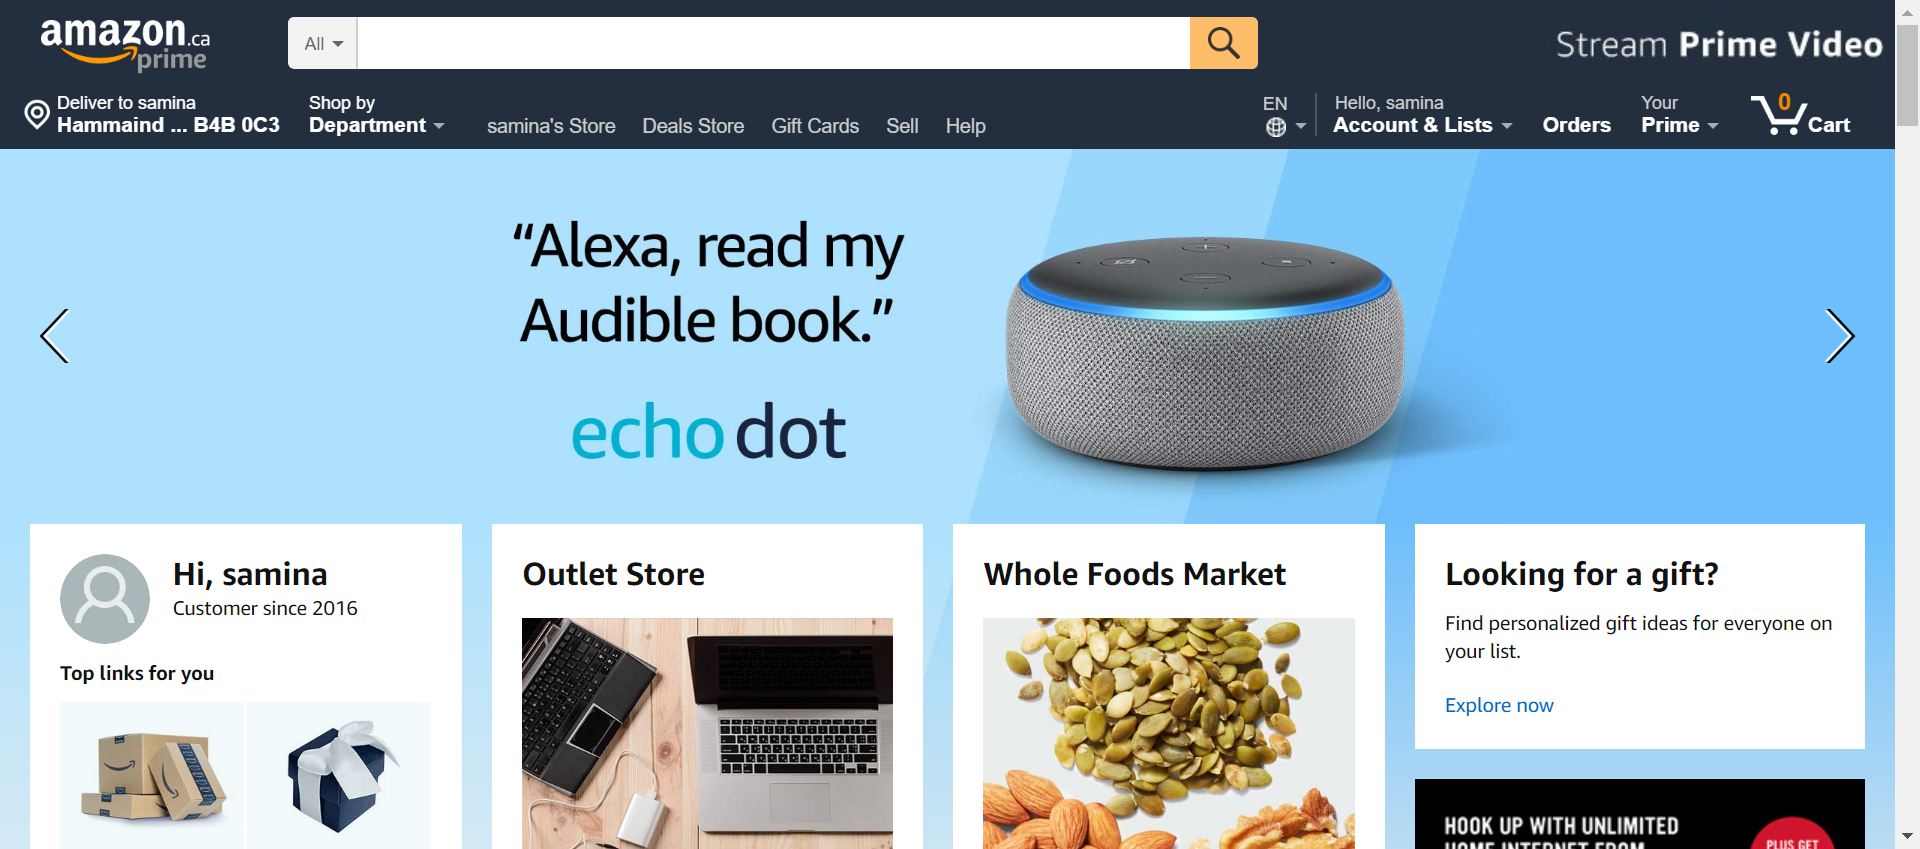 amazon.ca
prime
All
Stream Prime Video
Deliver to samina
Hammaind ... B4B 0C3
Shop by
Department
samina's Store
Deals Store
Gift Cards
Sell
Help
EN
Hello, samina
Account & Lists
Orders
Your
Prime
0
Cart
“Alexa, read my
Audible book.”
echo dot
Hi, samina
Customer since 2016
Top links for you
Outlet Store
Whole Foods Market
Looking for a gift?
Find personalized gift ideas for everyone on
your list.
Explore now
HOOK UP WITH UNLIMITED
HOME INTERNET FROM
PLUS GET